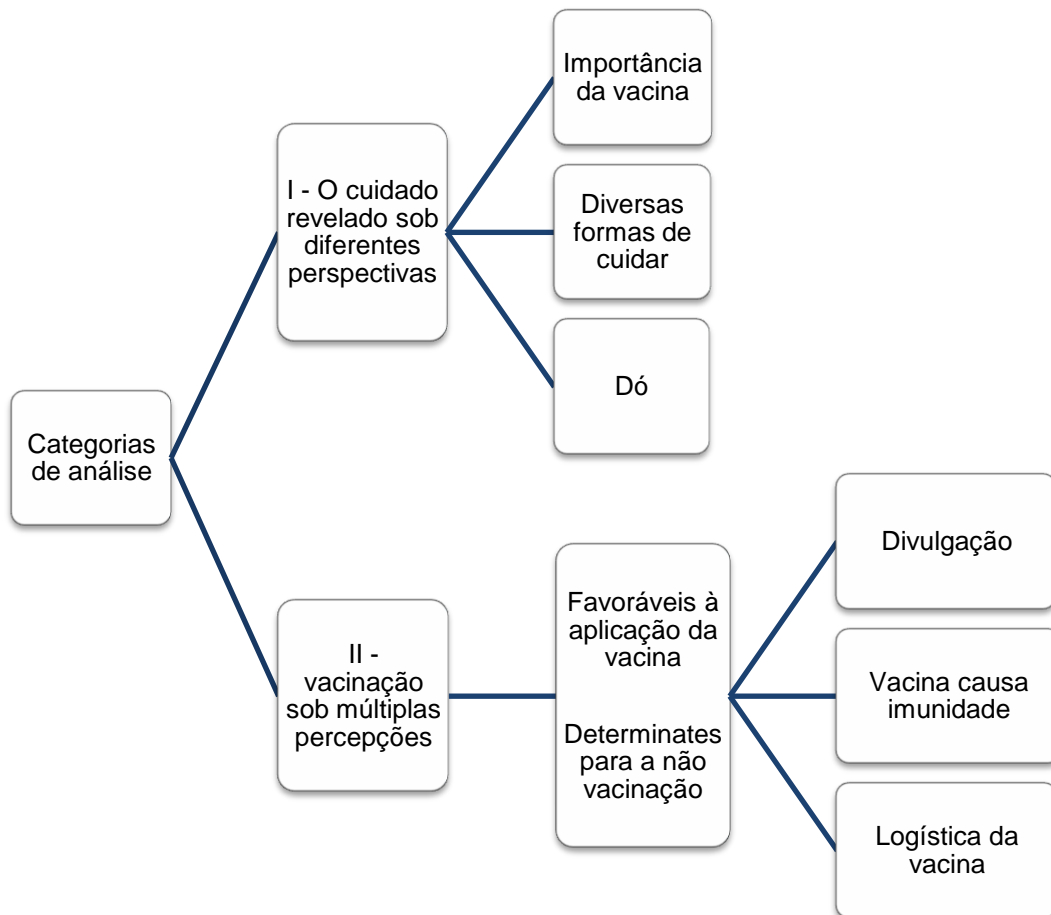 Categorias
de análise
I - O cuidado
revelado sob
diferentes
perspectivas
Importância
da vacina
Diversas
formas de
cuidar
Dó
II -
vacinação
sob múltiplas
percepções
Favoráveis à
aplicação da
vacina
Determinates
para a não
vacinação
Divulgação
Vacina causa
imunidade
Logística da
vacina